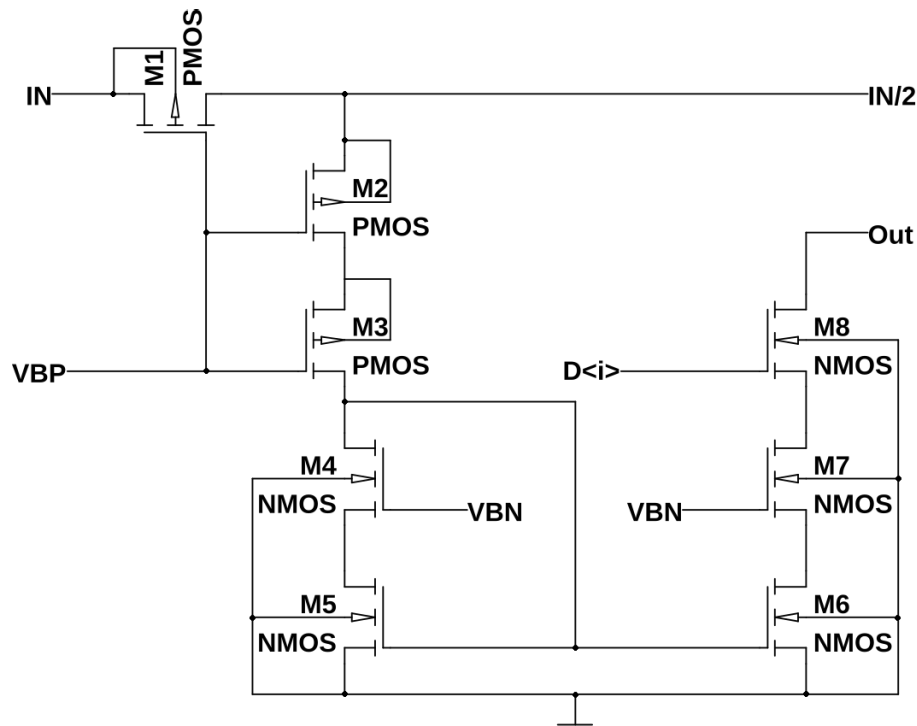 M1
PMOS
IN
IN/2
M2
PMOS
Out
M3
PMOS
VBP
D<i>
M8
NMOS
M4
NMOS
VBN
VBN
M7
NMOS
M5
NMOS
M6
NMOS